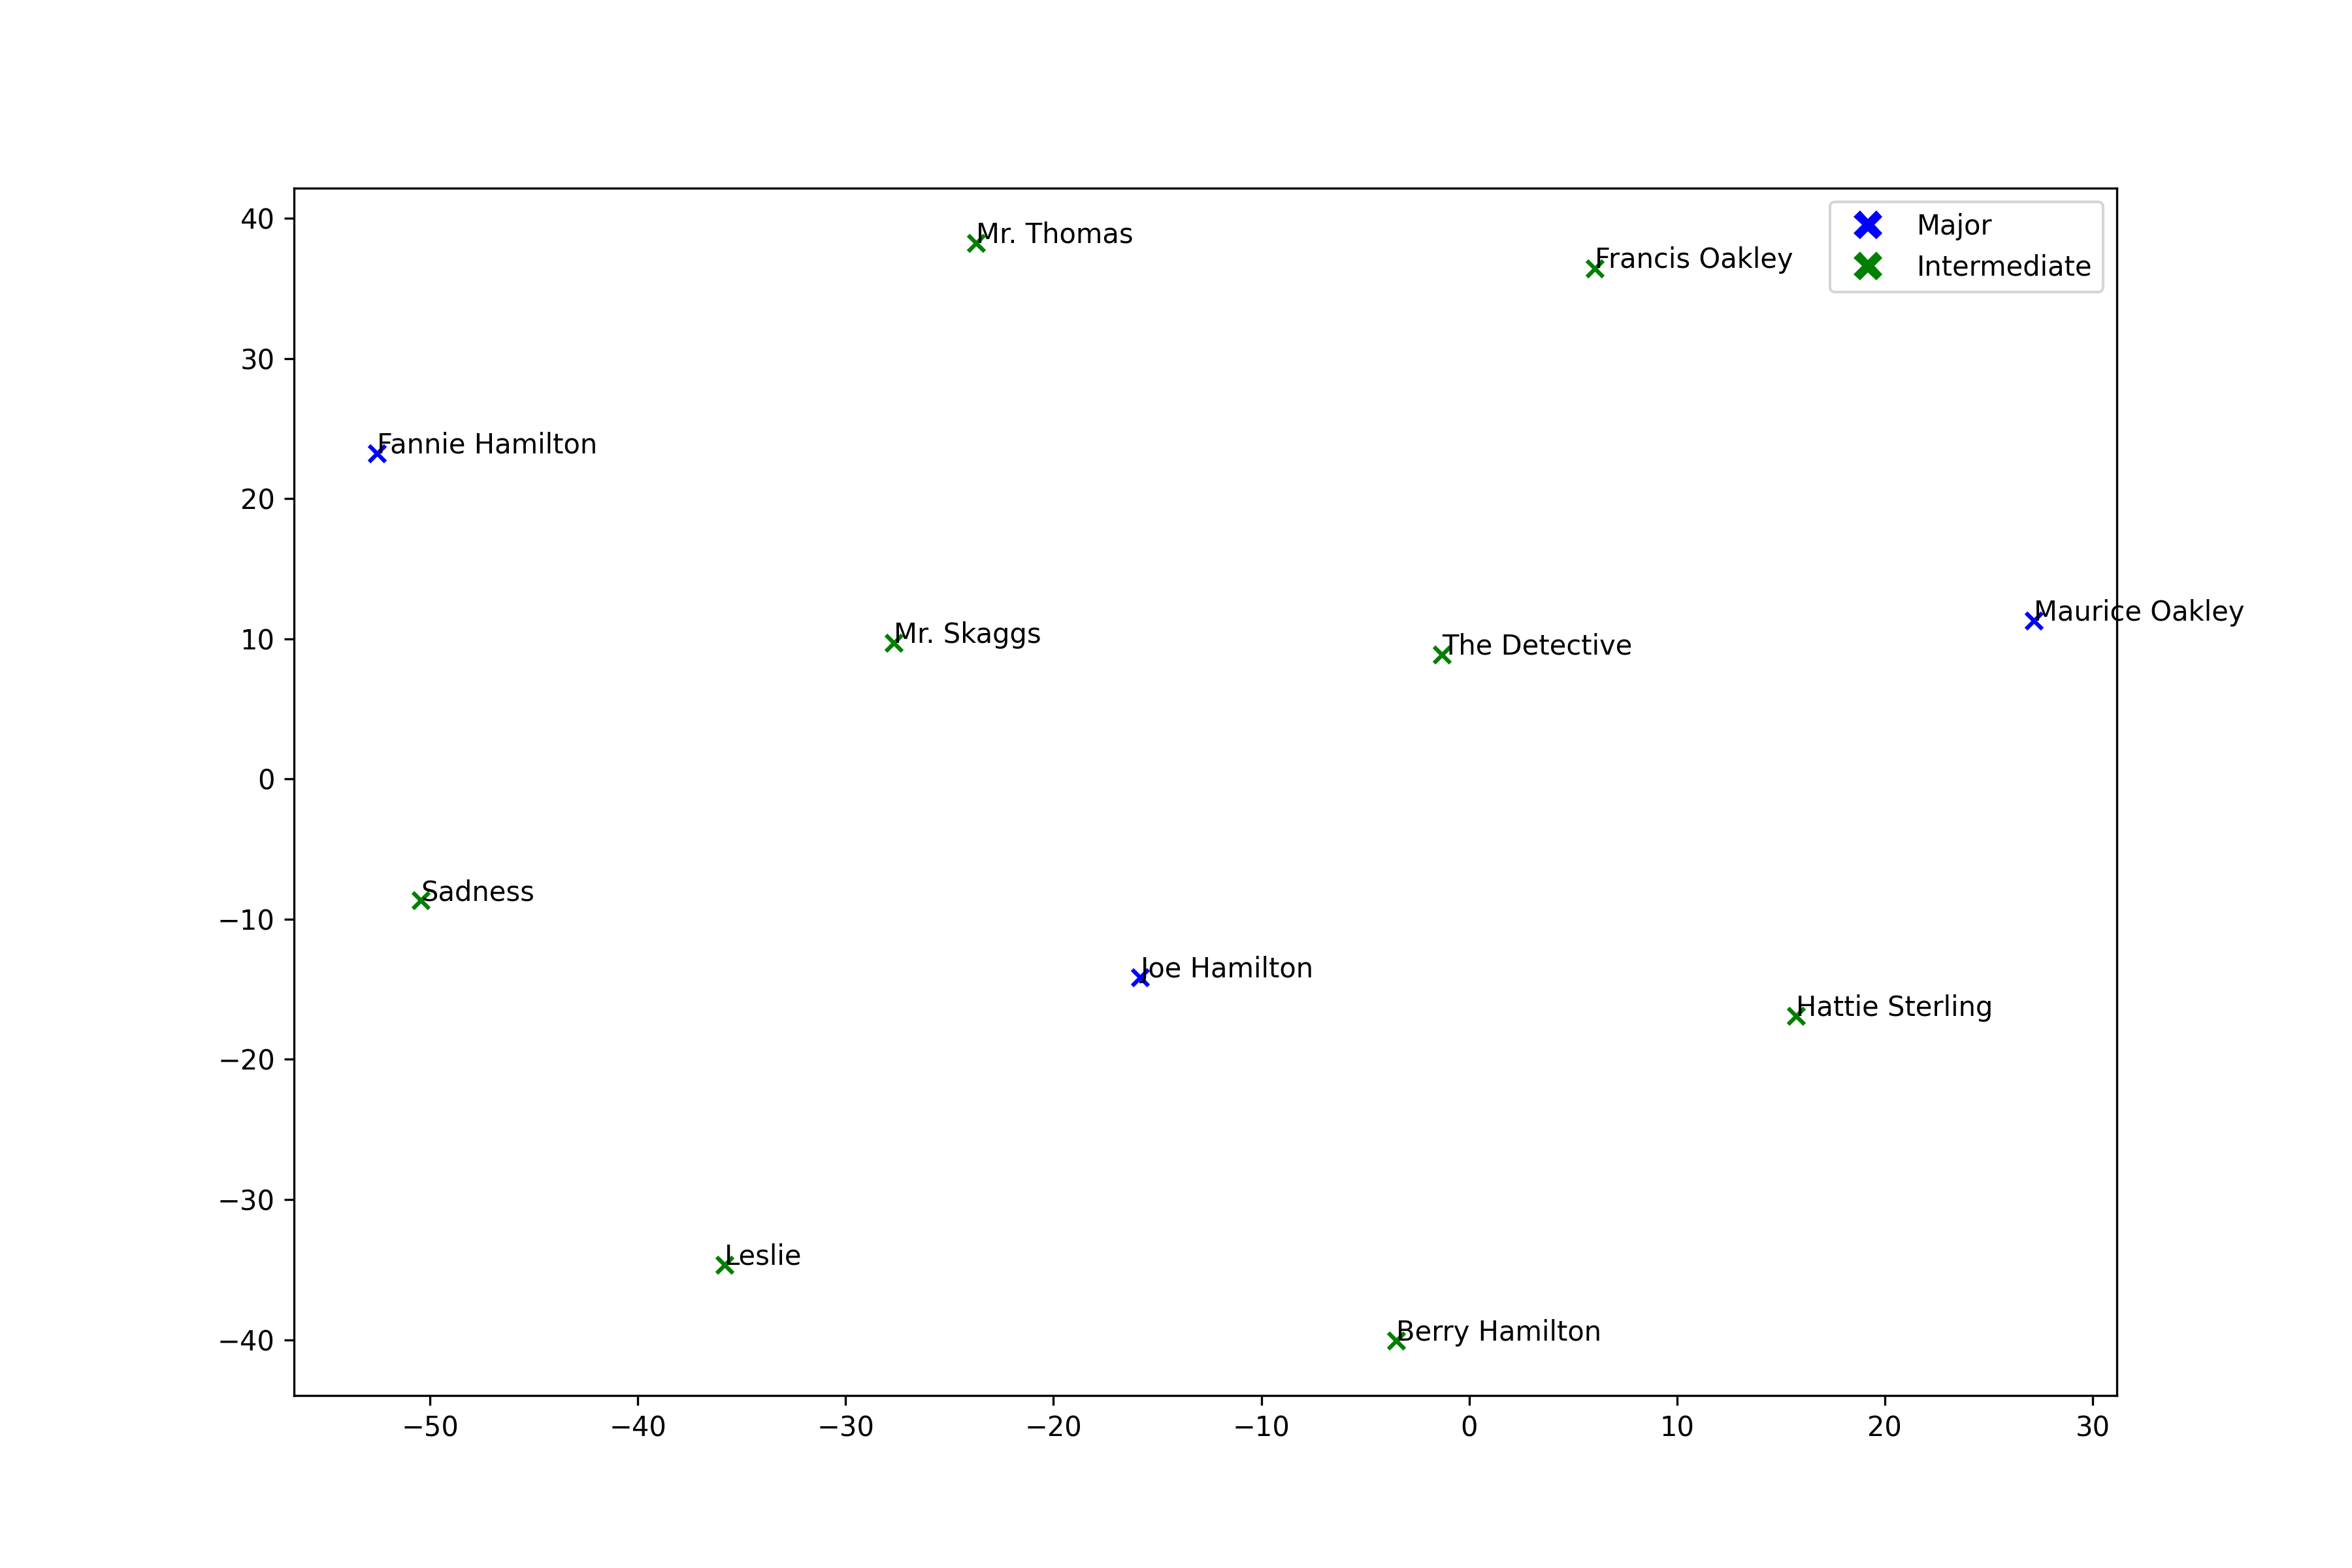 40
Mr. Thomas
Francis Oakley
Major
Intermediate
30
Fannie Hamilton
20
10
Mr. Skaggs
The Detective
Maurice Oakley
0
Sadness
−10
Joe Hamilton
Hattie Sterling
−20
−30
Leslie
−40
Berry Hamilton
−50 −40 −30 −20 −10 0 10 20 30